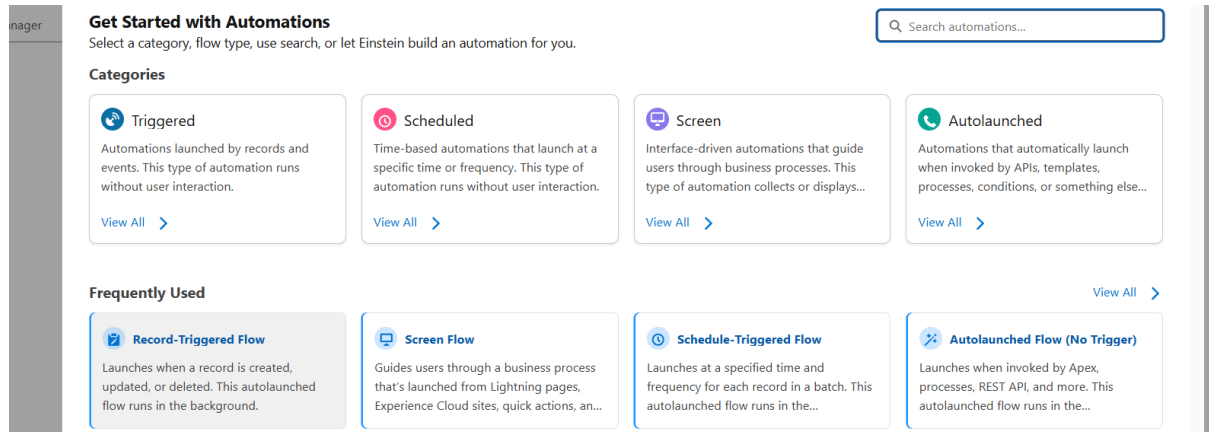 anager
Get Started with Automations
Search automations...
Select a category, flow type, use search, or let Einstein build an automation for you.
Categories
Triggered
Automations launched by records and
events. This type of automation runs
without user interaction.
View All
Scheduled
Time-based automations that launch at a
specific time or frequency. This type of
automation runs without user interaction.
View All
Screen
Interface-driven automations that guide
users through business processes. This
type of automation collects or displays...
View All
Autolaunched
Automations that automatically launch
when invoked by APIs, templates,
processes, conditions, or something else...
View All
Frequently Used
View All
Record-Triggered Flow
Launches when a record is created,
updated, or deleted. This autolaunched
flow runs in the background.
Screen Flow
Guides users through a business process
that's launched from Lightning pages,
Experience Cloud sites, quick actions, an...
Schedule-Triggered Flow
Launches at a specified time and
frequency for each record in a batch. This
autolaunched flow runs in the...
Autolaunched Flow (No Trigger)
Launches when invoked by Apex,
processes, REST API, and more. This
autolaunched flow runs in the...